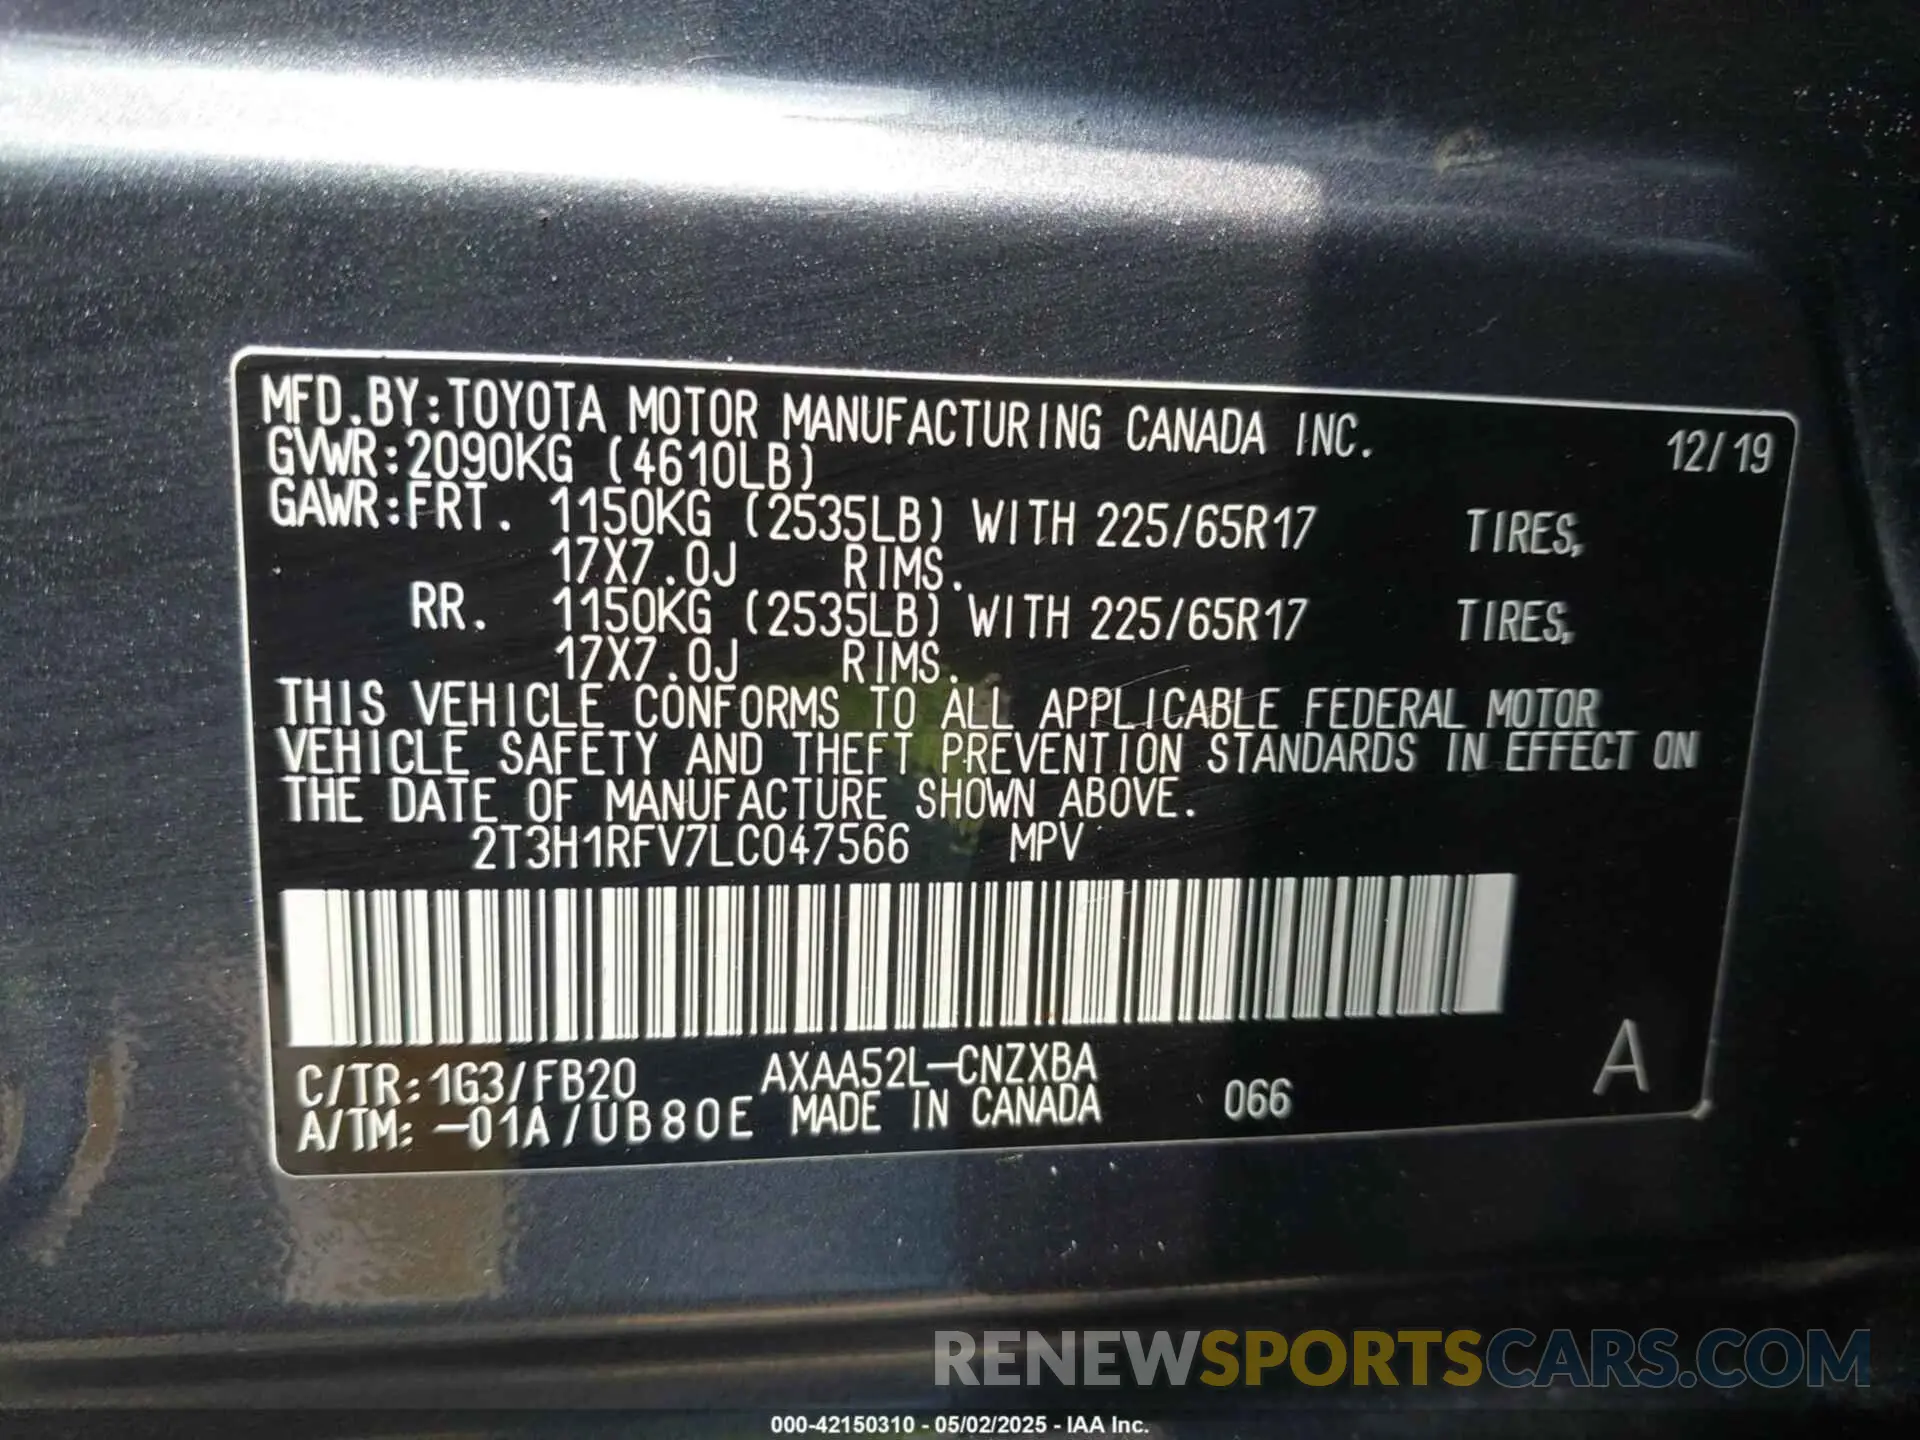 MFD.BY:TOYOTA MOTOR MANUFACTURING CANADA INC. 12/19
GVWR:2090KG (4610LB)
GAWR:FRT. 1150KG (2535LB) WITH 225/65R17 TIRES,
17X7.0J RIMS.
RR. 1150KG (2535LB) WITH 225/65R17 TIRES,
17X7.0J RIMS.
THIS VEHICLE CONFORMS TO ALL APPLICABLE FEDERAL MOTOR
VEHICLE SAFETY AND THEFT PREVENTION STANDARDS IN EFFECT ON
THE DATE OF MANUFACTURE SHOWN ABOVE.
2T3H1RFV7LC047566 MPV
C/TR:1G3/FB20 AXAA52L-CNZXBA
A/TM: -01A/UB80E MADE IN CANADA 066 A
RENEWSPORTSCARS.COM
000-42150310 - 05/02/2025 - IAA Inc.